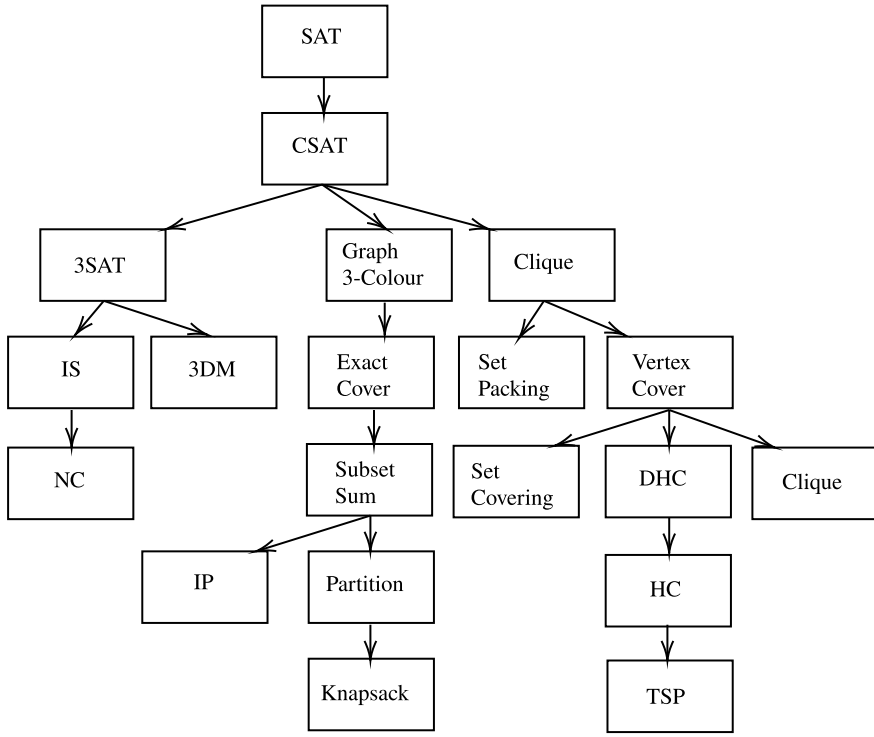 SAT
CSAT
3SAT
Graph
3-Colour
Clique
IS
3DM
Exact
Cover
Set
Packing
Vertex
Cover
NC
Subset
Sum
Set
Covering
DHC
Clique
IP
Partition
HC
Knapsack
TSP